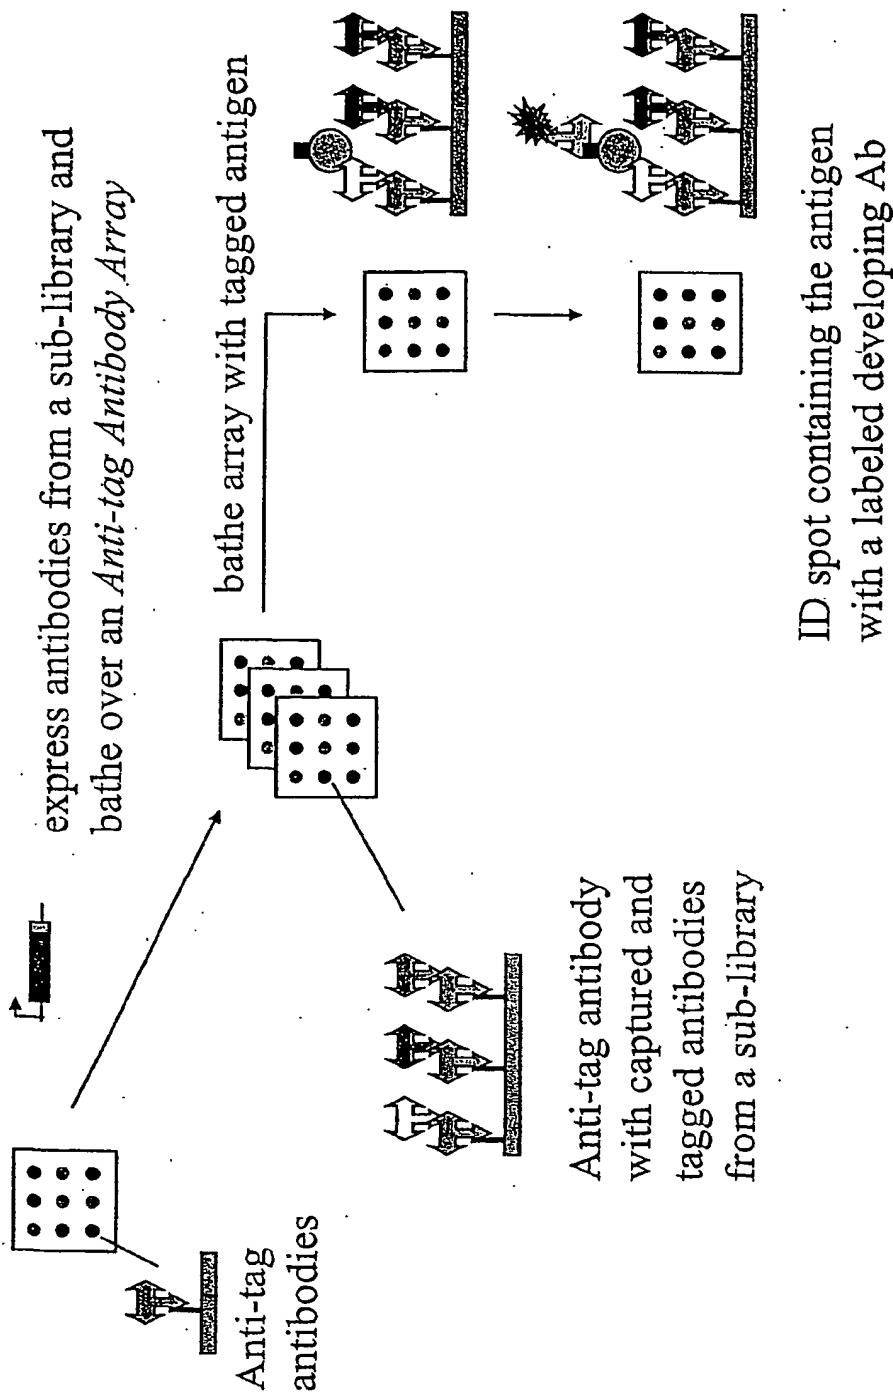 express antibodies from a sub-library and
bathe over an Anti-tag Antibody Array
Anti-tag
antibodies
bathe array with tagged antigen
Anti-tag antibody
with captured and
tagged antibodies
from a sub-library
ID spot containing the antigen
with a labeled developing Ab